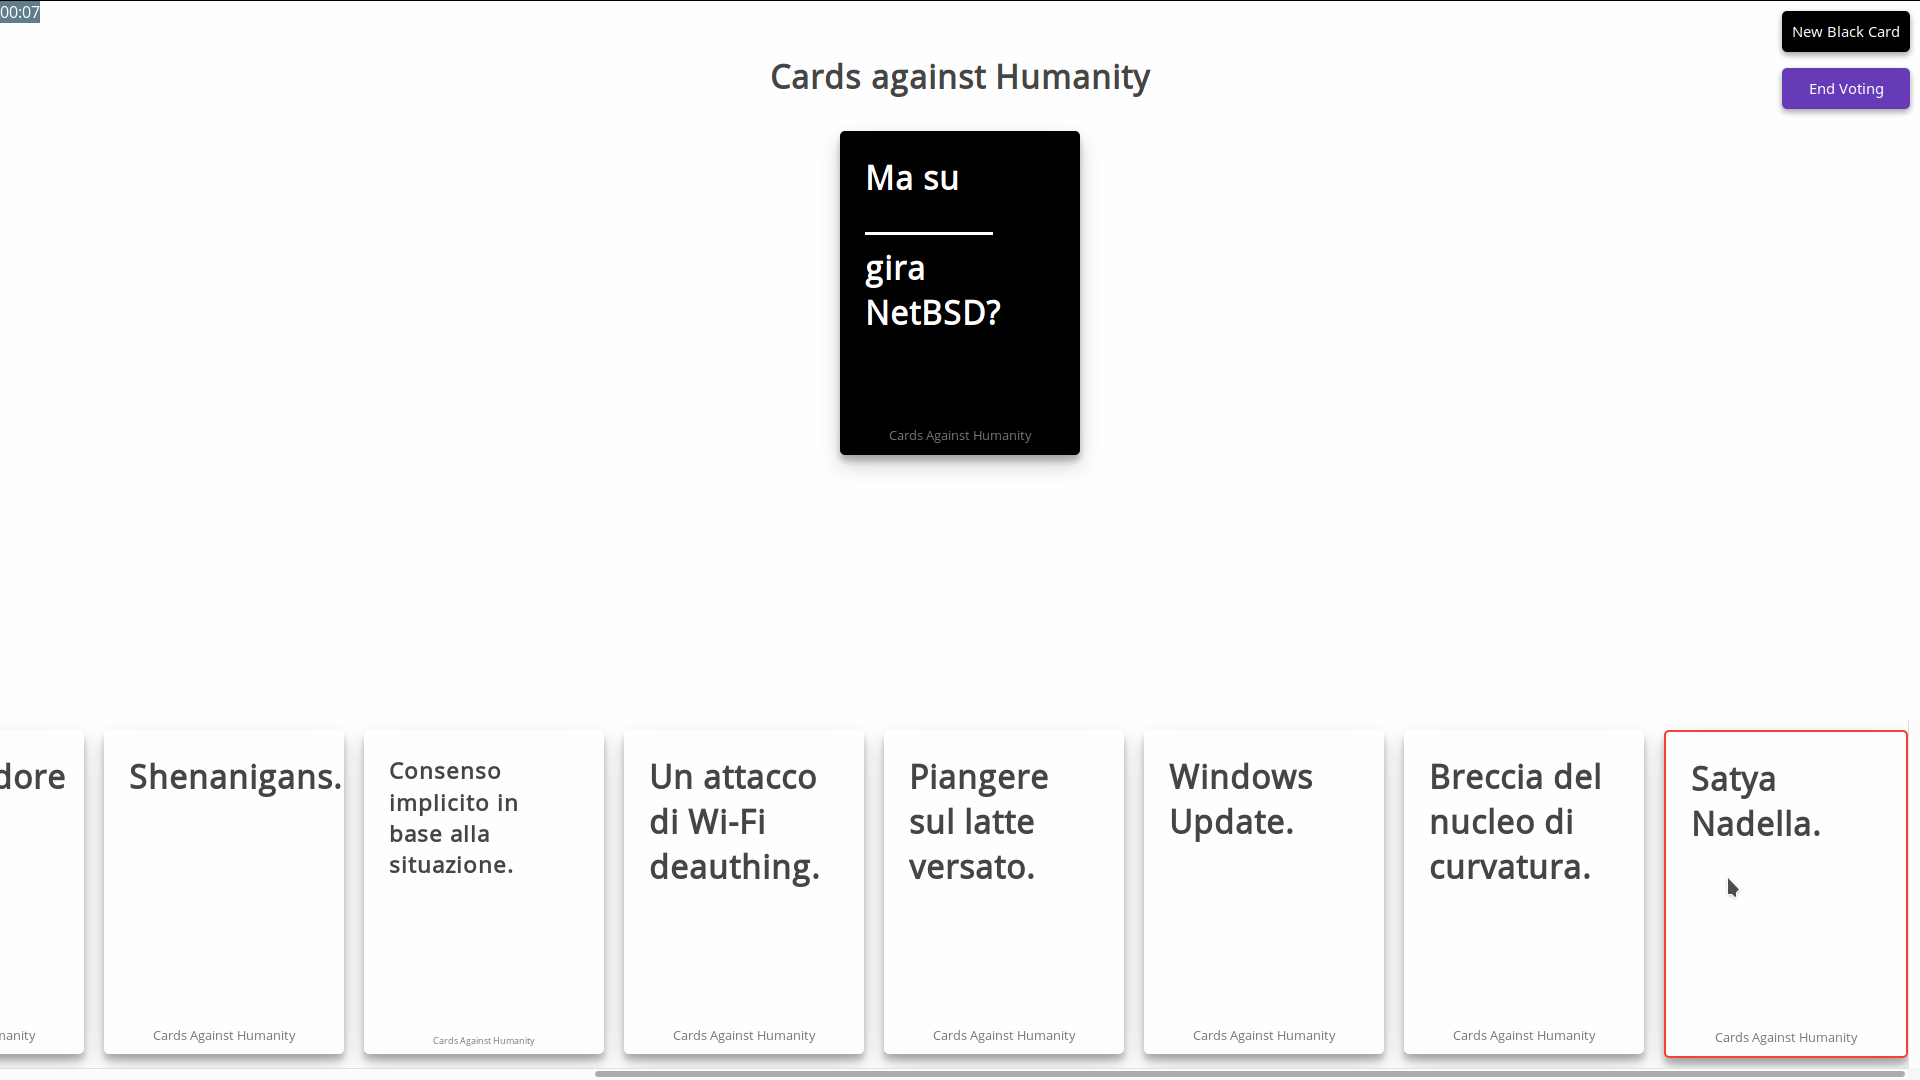 00:07
New Black Card
End Voting
Cards against Humanity
Ma su
________
gira
NetBSD?
Cards Against Humanity
dore
manity
Shenanigans.
Cards Against Humanity
Consenso
implicito in
base alla
situazione.
Cards Against Humanity
Un attacco
di Wi-Fi
deauthing.
Cards Against Humanity
Piangere
sul latte
versato.
Cards Against Humanity
Windows
Update.
Cards Against Humanity
Breccia del
nucleo di
curvatura.
Cards Against Humanity
Satya
Nadella.
Cards Against Humanity